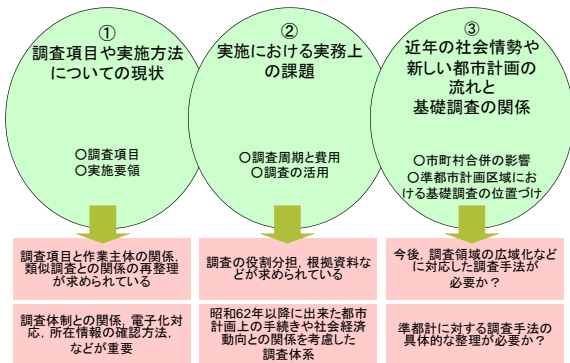 ①
調査項目や実施方法
についての現状
〇調査項目
〇実施要領
調査項目と作業主体の関係,
類似調査との関係の再整理
が求められている
調査体制との関係、電子化対
応、所在情報の確認方法,
などが重要
②
実施における実務上
の課題
〇調査周期と費用
〇調査の活用
調査の役割分担，根拠資料な
どが求められている
昭和62年以降に出来た都市
計画上の手続きや社会経済
動向との関係を考慮した
調査体系
③
近年の社会情勢や
新しい都市計画の
流れと
基礎調査の関係
〇市町村合併の影響
〇準都市計画区域にお
ける基礎調査の位置づけ
今後，調査領域の広域化など
に対応した調査手法が
必要か？
準都計に対する調査手法の
具体的な整理が必要か？